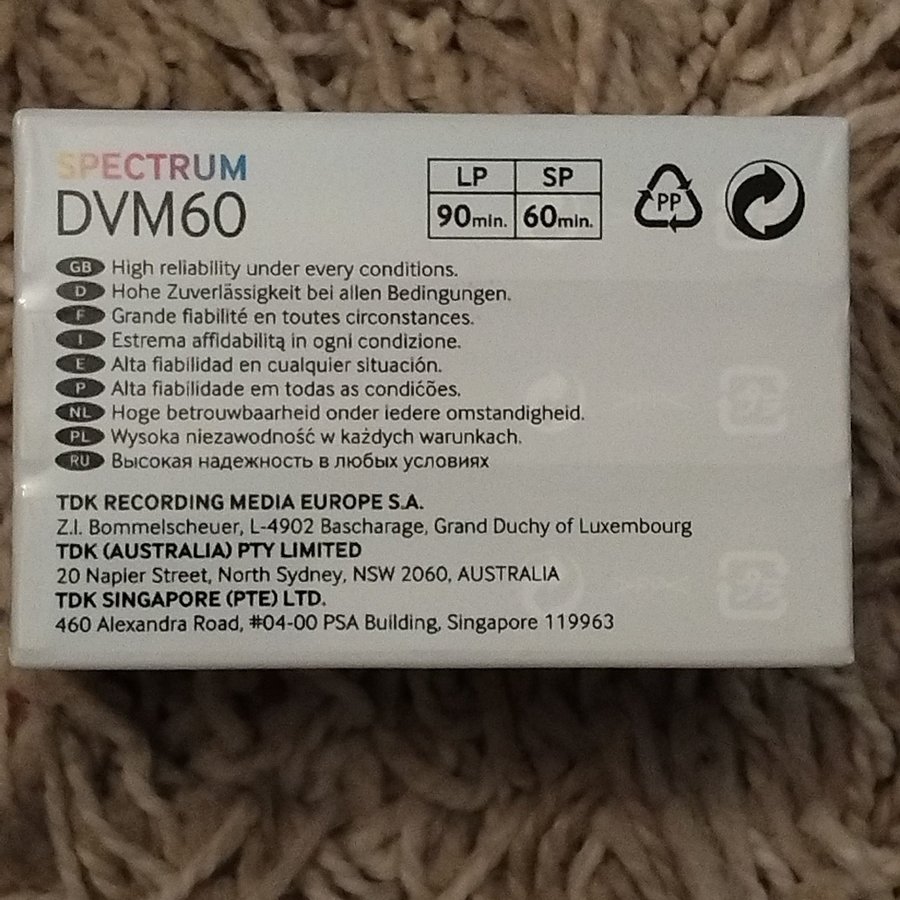 SPECTRUM
DVM60
LP SP
90min. 60min.
PP
GB High reliability under every conditions.
D Hohe Zuverlässigkeit bei allen Bedingungen.
F Grande fiabilité en toutes circonstances.
I Estrema affidabilitą in ogni condizione.
E Alta fiabilidad en cualquier situación.
P Alta fiabilidade em todas as condićões.
NL Hoge betrouwbaarheid onder iedere omstandigheid.
PL Wysoka niezawodność w każdych warunkach.
RU Высокая надежность в любых условиях
TDK RECORDING MEDIA EUROPE S.A.
Z.I. Bommelscheuer, L-4902 Bascharage, Grand Duchy of Luxembourg
TDK (AUSTRALIA) PTY LIMITED
20 Napier Street, North Sydney, NSW 2060, AUSTRALIA
TDK SINGAPORE (PTE) LTD.
460 Alexandra Road, #04-00 PSA Building, Singapore 119963